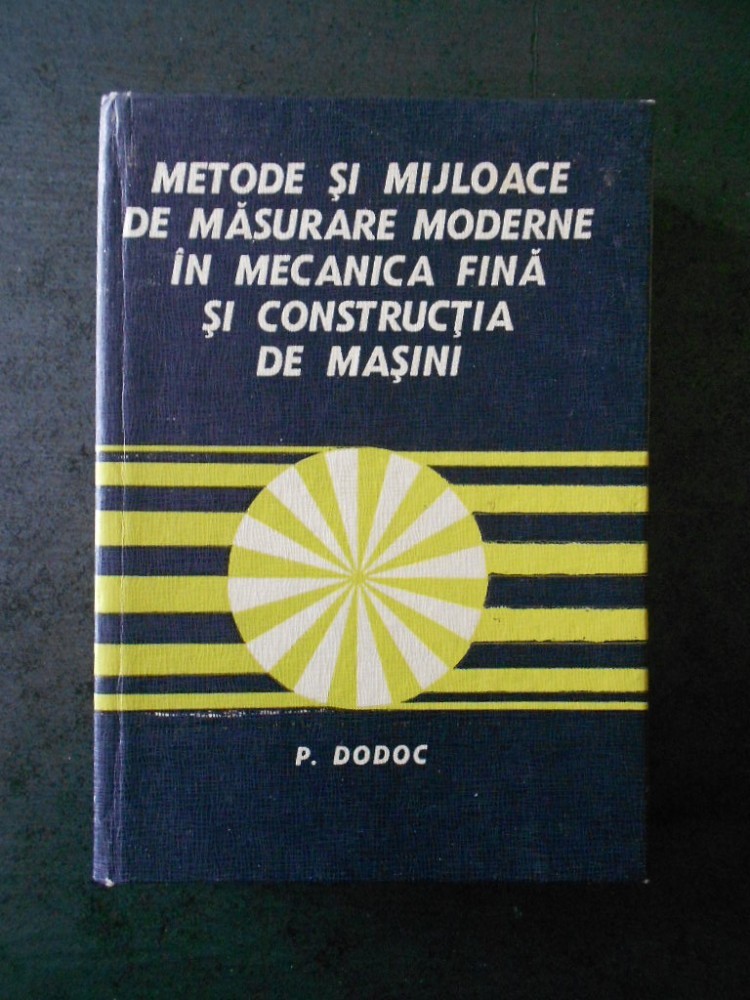 METODE ŞI MIJLOACE
DE MĂSURARE MODERNE
ÎN MECANICA FINĂ
ŞI CONSTRUCŢIA
DE MAŞINI
P. DODOC